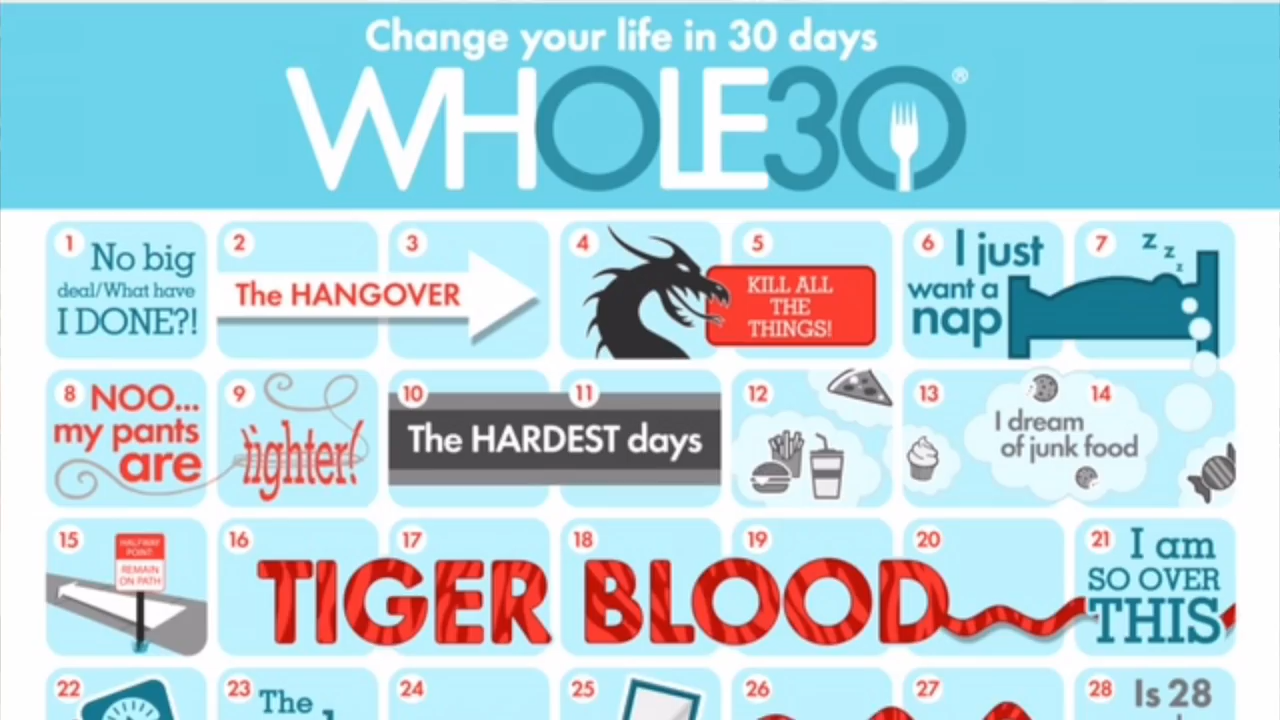 Change your life in 30 days
WHOLE30®
1
No big
deal/What have
I DONE?!
2
3
The HANGOVER
4
5
KILL ALL
THE
THINGS!
6
I just
want a
nap
7
z z z
8
NOO...
my pants
are
9
tighter!
10
11
The HARDEST days
12
13
14
I dream
of junk food
15
HALFWAY
POINT
REMAIN
ON PATH
16
17
18
19
20
TIGER BLOOD
21
I am
SO OVER
THIS
22
23
The
24
25
26
27
28
Is 28